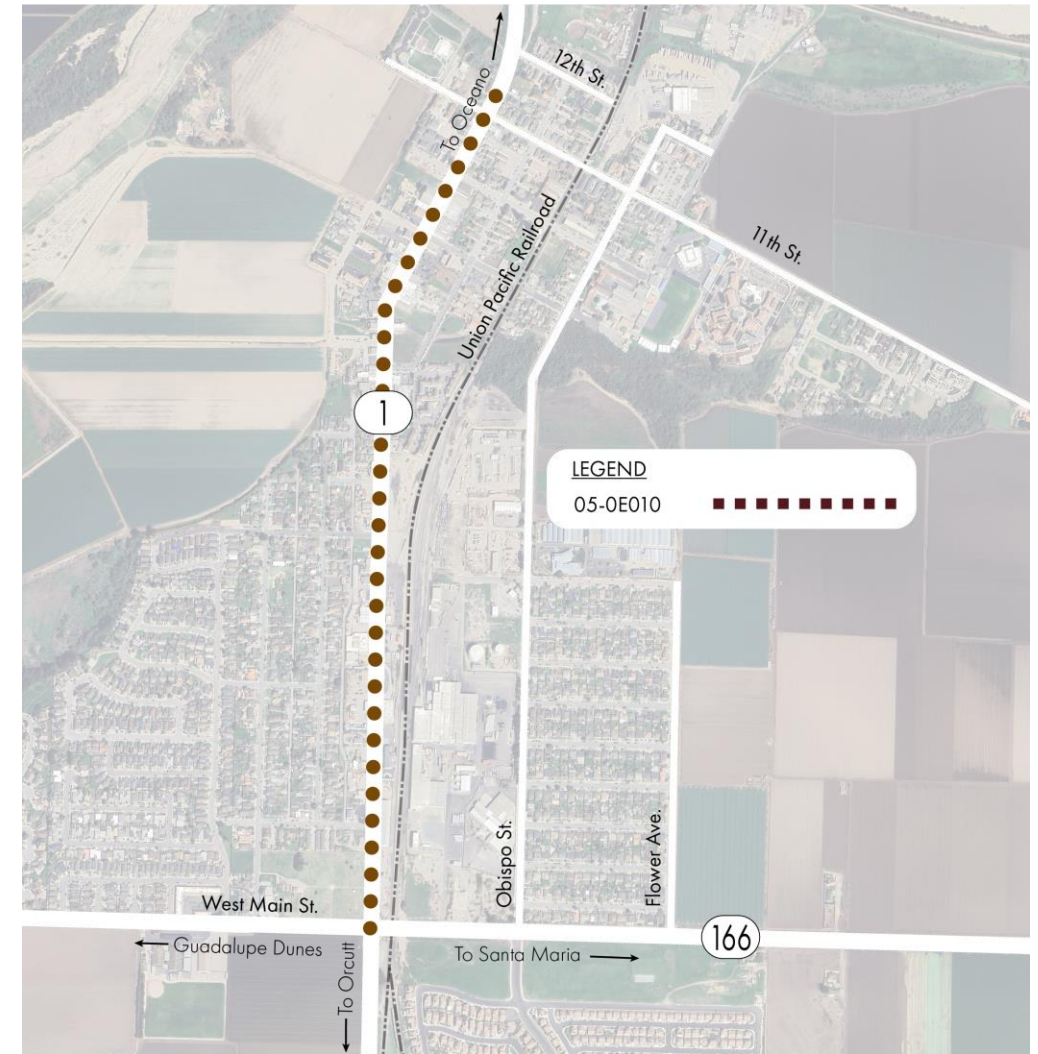 To Oceano
12th St.
Union Pacific Railroad
11th St.
1
LEGEND
05-0E010
Obispo St.
Flower Ave.
West Main St.
166
Guadalupe Dunes
To Santa Maria
To Orcutt